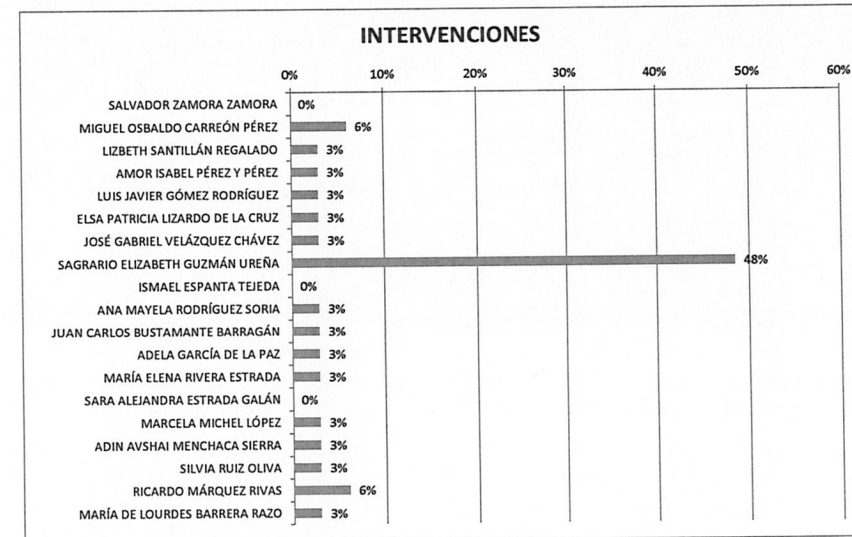 INTERVENCIONES
0% 10% 20% 30% 40% 50% 60%
SALVADOR ZAMORA ZAMORA 0%
MIGUEL OSBALDO CARREÓN PÉREZ 6%
LIZBETH SANTILLÁN REGALADO 3%
AMOR ISABEL PÉREZ Y PÉREZ 3%
LUIS JAVIER GÓMEZ RODRÍGUEZ 3%
ELSA PATRICIA LIZARDO DE LA CRUZ 3%
JOSÉ GABRIEL VELÁZQUEZ CHÁVEZ 3%
SAGRARIO ELIZABETH GUZMÁN UREÑA 48%
ISMAEL ESPANTA TEJEDA 0%
ANA MAYELA RODRÍGUEZ SORIA 3%
JUAN CARLOS BUSTAMANTE BARRAGÁN 3%
ADELA GARCÍA DE LA PAZ 3%
MARÍA ELENA RIVERA ESTRADA 3%
SARA ALEJANDRA ESTRADA GALÁN 0%
MARCELA MICHEL LÓPEZ 3%
ADIN AVSHAI MENCHACA SIERRA 3%
SILVIA RUIZ OLIVA 3%
RICARDO MÁRQUEZ RIVAS 6%
MARÍA DE LOURDES BARRERA RAZO 3%